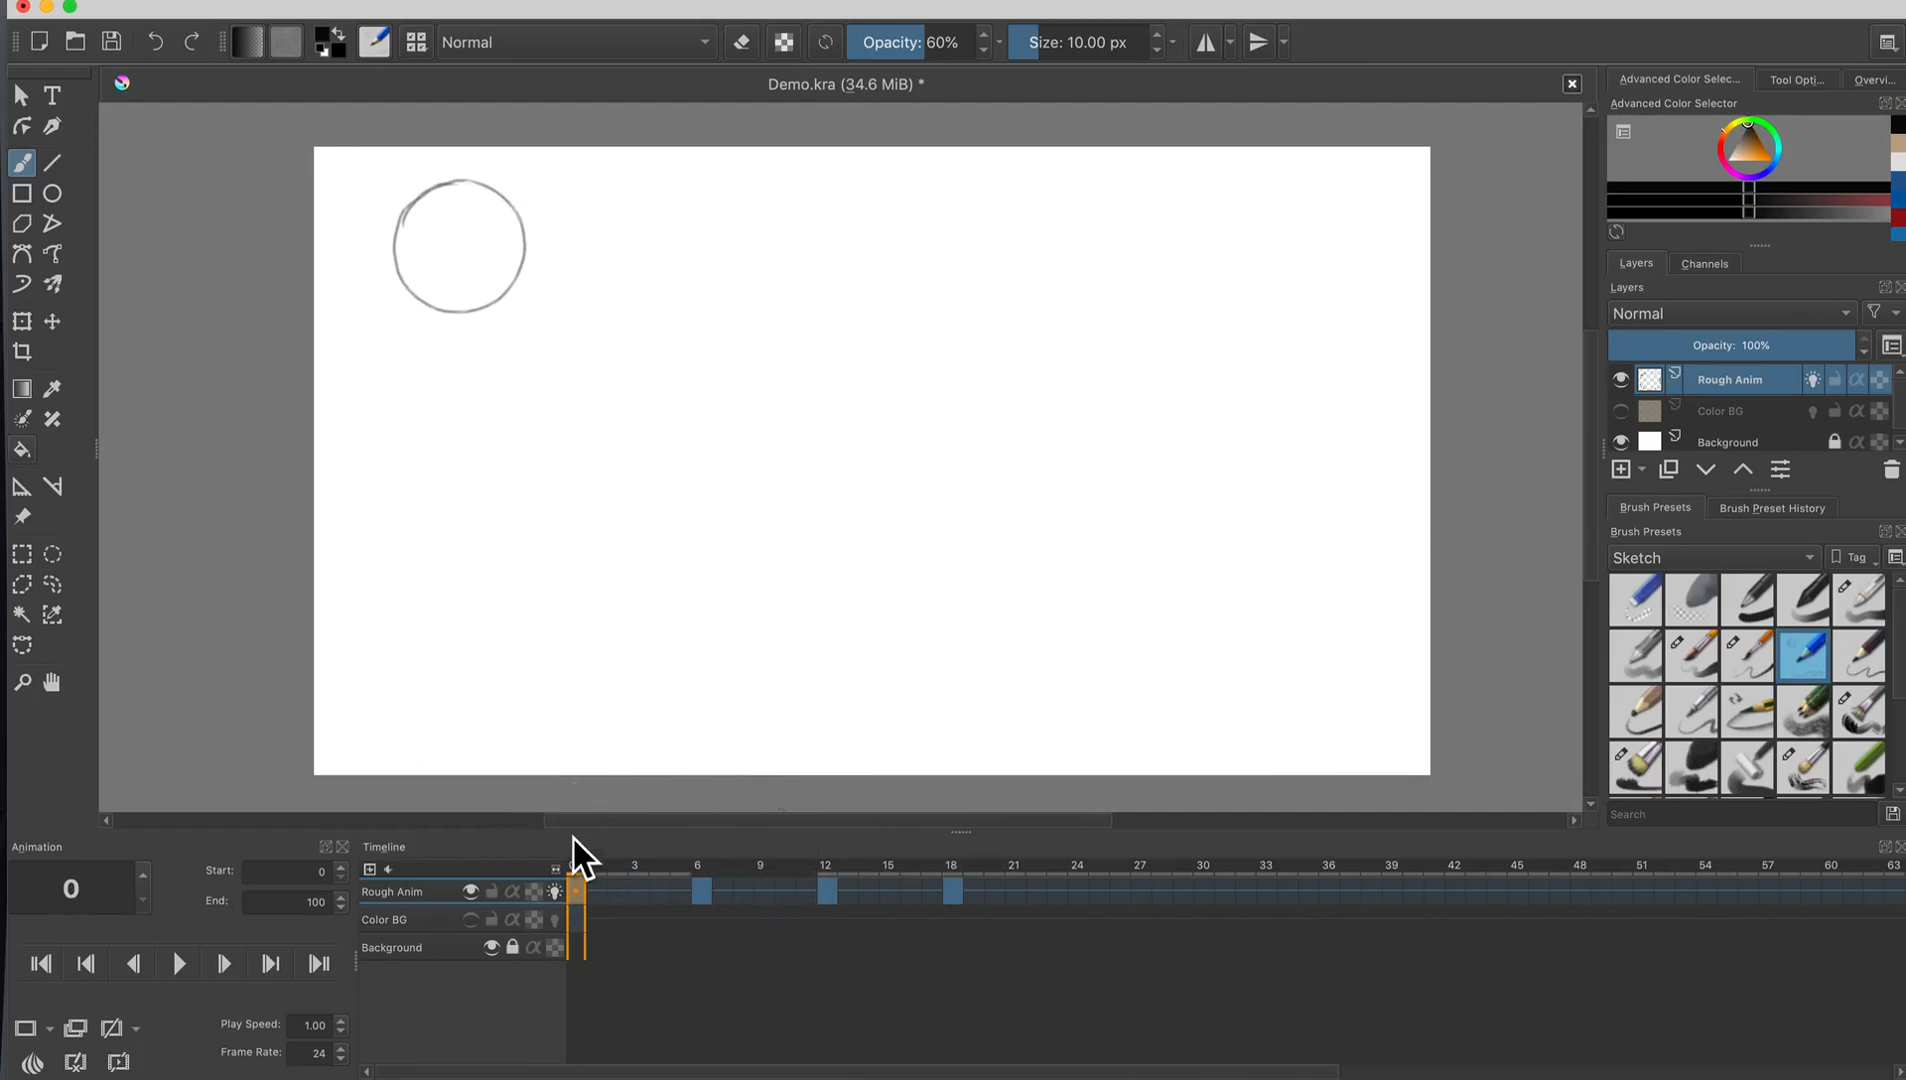 Normal
Opacity: 60%
Size: 10.00 px
Demo.kra (34.6 MiB) *
Advanced Color Selec...
Tool Opti...
Overvi...
Advanced Color Selector
Layers
Channels
Layers
Normal
Opacity: 100%
Rough Anim
Color BG
Background
Brush Presets
Brush Preset History
Brush Presets
Sketch
Tag
Search
Animation
Timeline
0
Start: 0
End: 100
3 6 9 12 15 18 21 24 27 30 33 36 39 42 45 48 51 54 57 60 63
Rough Anim
Color BG
Background
Play Speed: 1.00
Frame Rate: 24